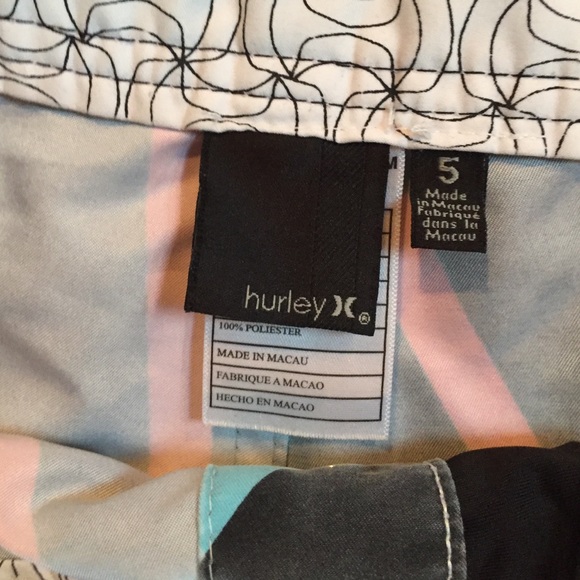 M
5
Made
in Macau
Fabriqué
dans la
Macau
hurley ®
100% POLIESTER
MADE IN MACAU
FABRIQUE A MACAO
HECHO EN MACAO